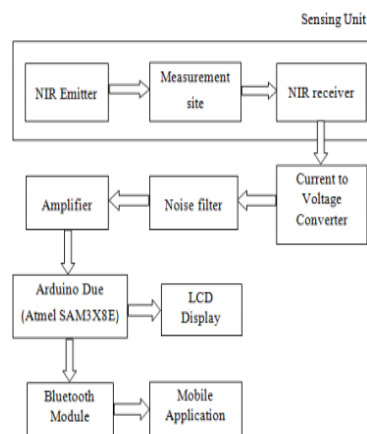 Sensing Unit
NIR Emitter
Measurement
site
NIR receiver
Amplifier
Noise filter
Current to
Voltage
Converter
Arduino Due
(Atmel SAM3X8E)
LCD
Display
Bluetooth
Module
Mobile
Application